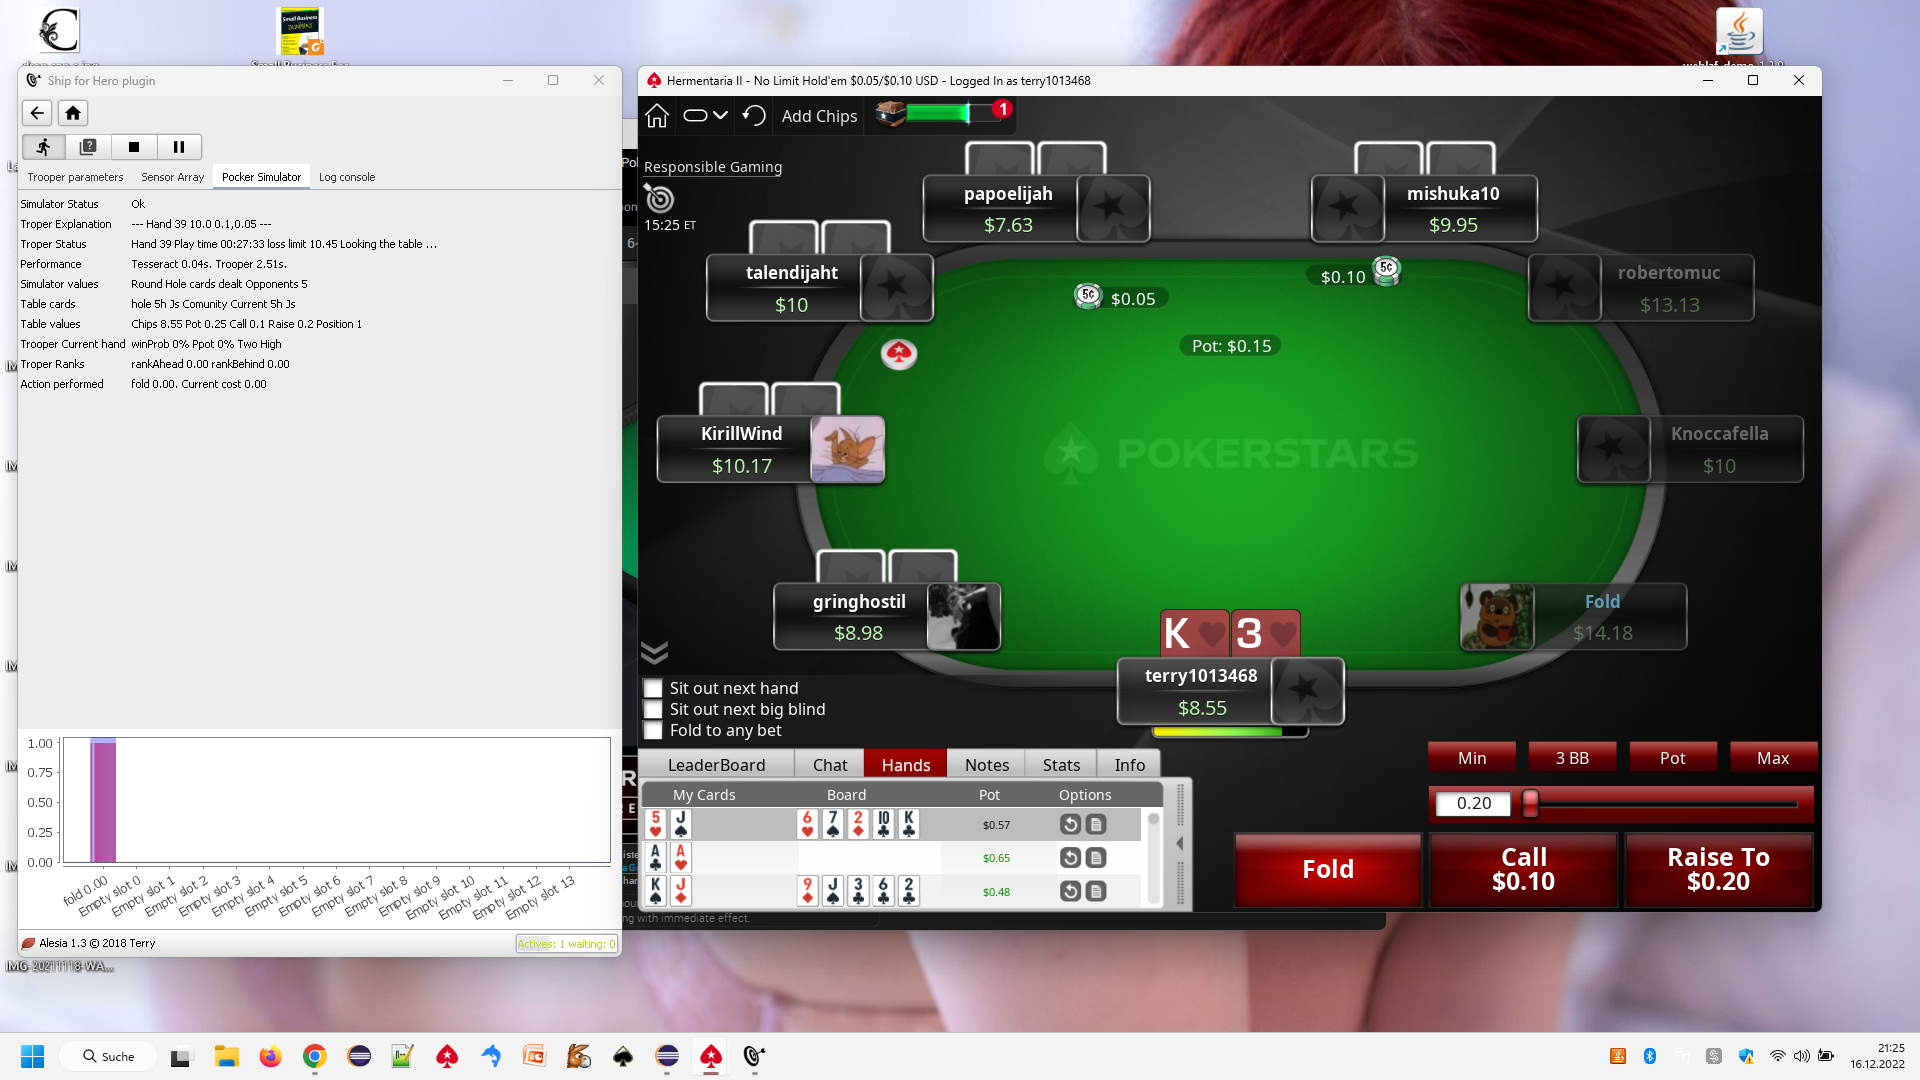 Ship for Hero plugin
Trooper parameters
Sensor Array
Pocker Simulator
Log console
Simulator Status Ok
Troper Explanation --- Hand 39 10.0 0.1,0.05 ---
Troper Status Hand 39 Play time 00:27:33 loss limit 10.45 Looking the table ...
Performance Tesseract 0.04s. Trooper 2.51s.
Simulator values Round Hole cards dealt Opponents 5
Table cards hole 5h Js Comunity Current 5h Js
Table values Chips 8.55 Pot 0.25 Call 0.1 Raise 0.2 Position 1
Trooper Current hand winProb 0% Ppot 0% Two High
Troper Ranks rankAhead 0.00 rankBehind 0.00
Action performed fold 0.00. Current cost 0.00
1.00
0.75
0.50
0.25
0.00
fold 0.00
Empty slot 0
Empty slot 1
Empty slot 2
Empty slot 3
Empty slot 4
Empty slot 5
Empty slot 6
Empty slot 7
Empty slot 8
Empty slot 9
Empty slot 10
Empty slot 11
Empty slot 12
Empty slot 13
Alesia 1.3 © 2018 Terry
Actives: 1 waiting: 0
Hermentaria II - No Limit Hold'em $0.05/$0.10 USD - Logged In as terry1013468
Add Chips
1
Responsible Gaming
15:25 ET
papoelijah
$7.63
mishuka10
$9.95
talendijaht
$10
robertomuc
$13.13
5¢ $0.05
$0.10 5¢
Pot: $0.15
KirillWind
$10.17
POKERSTARS
Knoccafella
$10
gringhostil
$8.98
K 3
Fold
$14.18
terry1013468
$8.55
Sit out next hand
Sit out next big blind
Fold to any bet
LeaderBoard
Chat
Hands
Notes
Stats
Info
My Cards Board Pot Options
5 J 6 7 2 10 K $0.57
A A $0.65
K J 9 J 3 6 2 $0.48
Min
3 BB
Pot
Max
0.20
Fold
Call
$0.10
Raise To
$0.20
ng with immediate effect.
Small Business
DUMMIES
IMG-20211118-WA...
Suche
21:25
16.12.2022